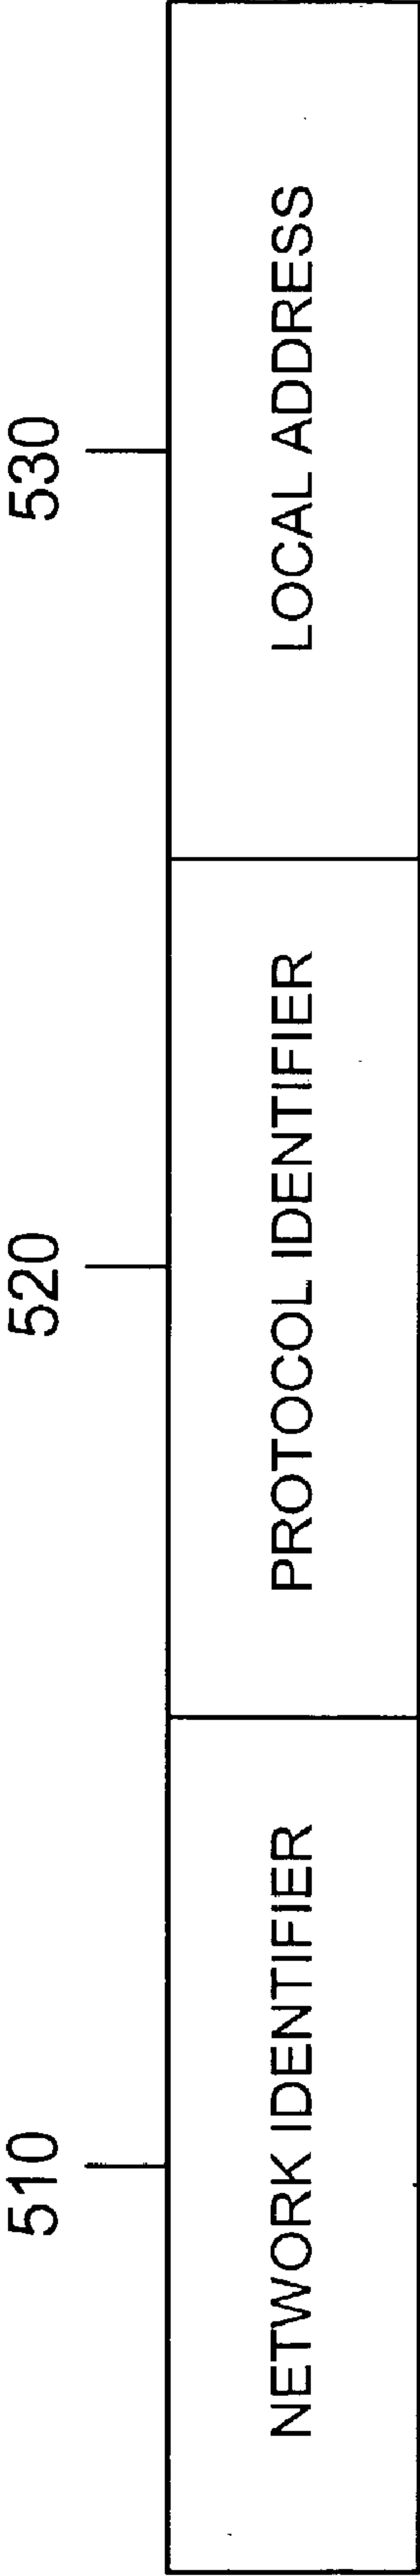 510
520
530
NETWORK IDENTIFIER
PROTOCOL IDENTIFIER
LOCAL ADDRESS